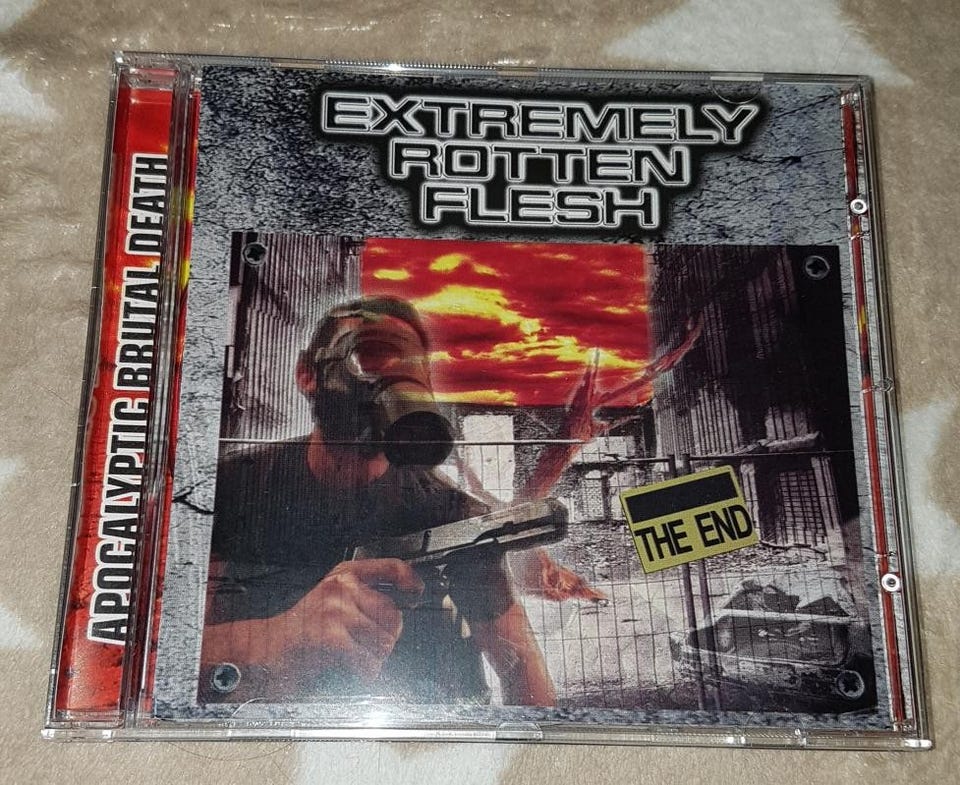 EXTREMELY
ROTTEN
FLESH
THE END
APOCALYPTIC BRUTAL DEATH